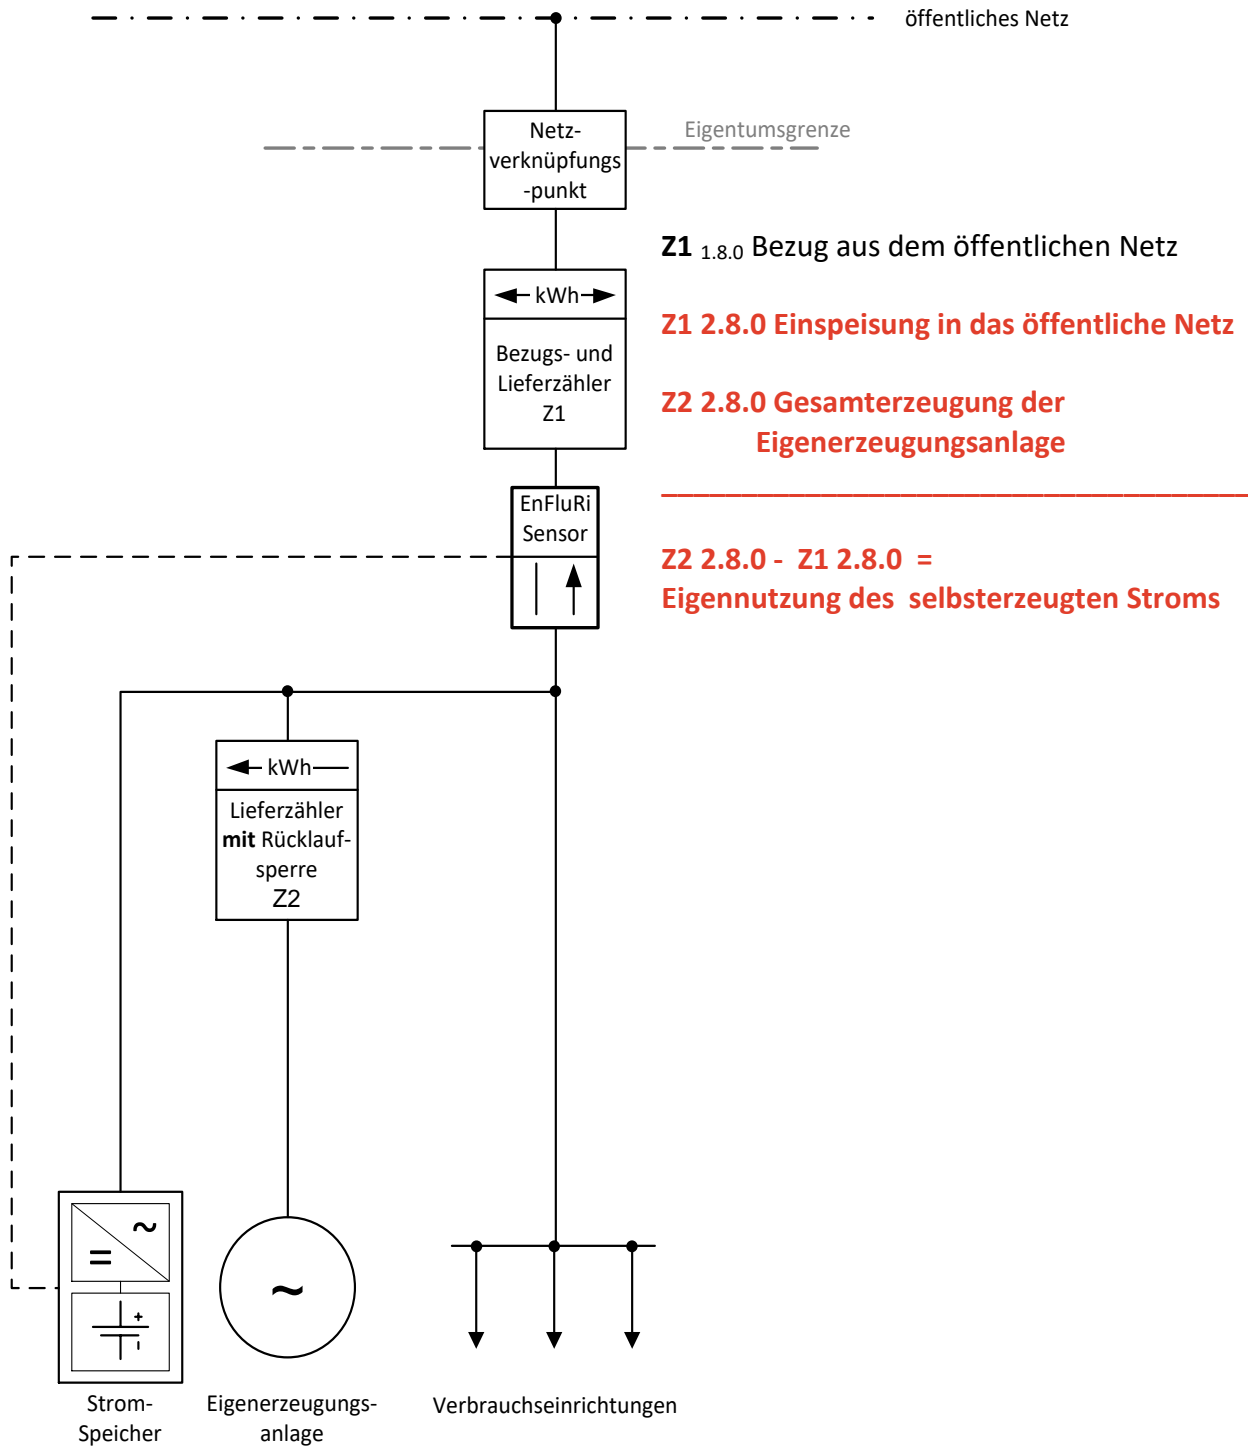 öffentliches Netz
Netz-
verknüpfungs
-punkt
Eigentumsgrenze
Z1 1.8.0 Bezug aus dem öffentlichen Netz
kWh
Bezugs- und
Lieferzähler
Z1
Z1 2.8.0 Einspeisung in das öffentliche Netz
Z2 2.8.0 Gesamterzeugung der
Eigenerzeugungsanlage
EnFluRi
Sensor
Z2 2.8.0 - Z1 2.8.0 =
Eigennutzung des selbsterzeugten Stroms
kWh
Lieferzähler
mit Rücklauf-
sperre
Z2
~
=
+
-
~
Strom-
Speicher
Eigenerzeugungs-
anlage
Verbrauchseinrichtungen